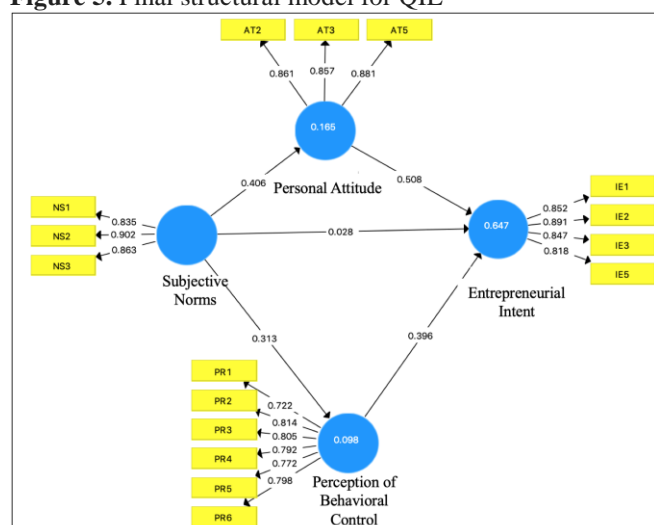 Figure 3. Final structural model for QIE
AT2
AT3
AT5
0.861
0.857
0.881
0.165
Personal Attitude
0.406
0.508
NS1
NS2
NS3
0.835
0.902
0.863
Subjective
Norms
0.028
0.647
Entrepreneurial
Intent
0.852
0.891
0.847
0.818
IE1
IE2
IE3
IE5
0.313
0.396
PR1
PR2
PR3
PR4
PR5
PR6
0.722
0.814
0.805
0.792
0.772
0.798
0.098
Perception of
Behavioral
Control